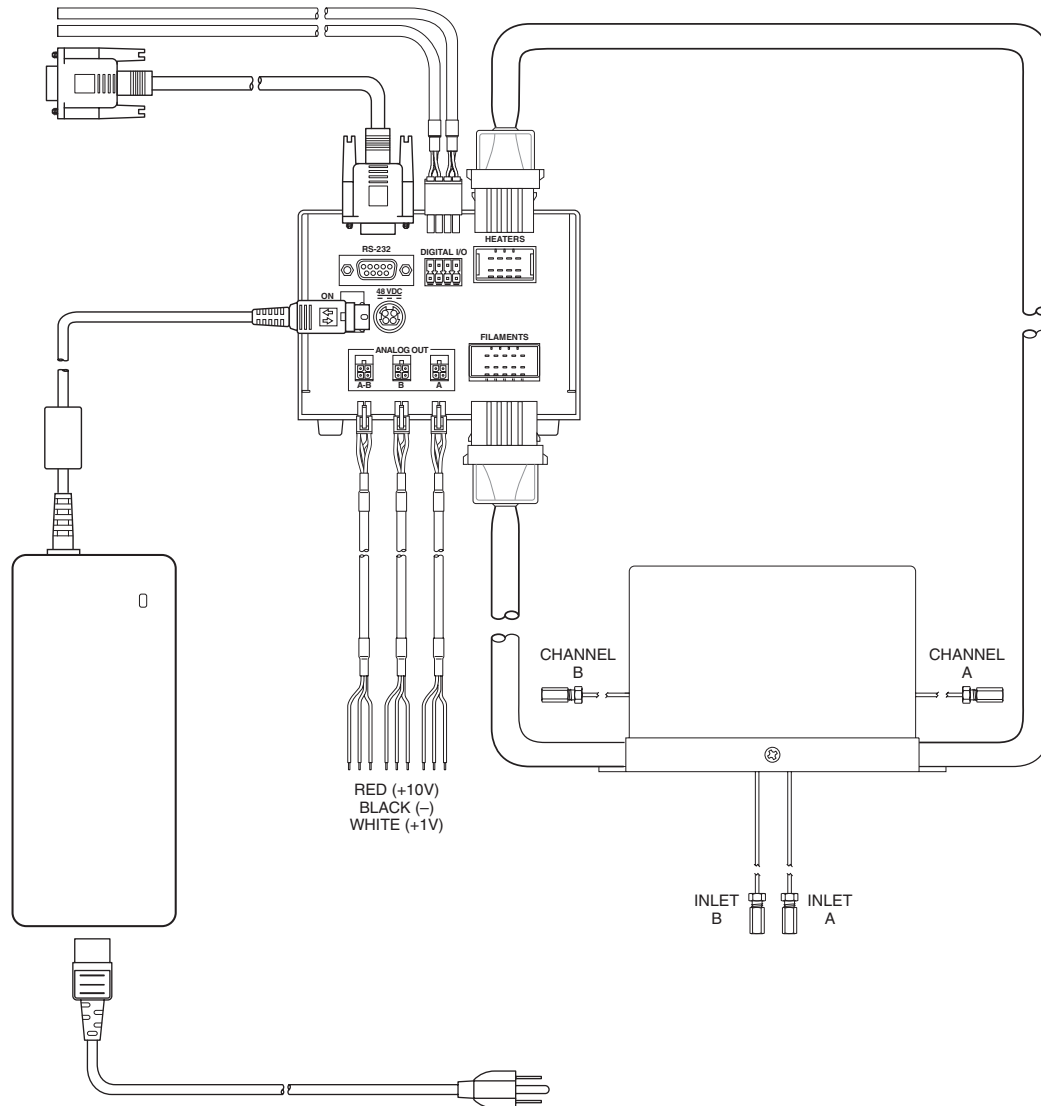 RS-232
DIGITAL I/O
HEATERS
ON
48 VDC
FILAMENTS
ANALOG OUT
A-B
B
A
CHANNEL
B
CHANNEL
A
RED (+10V)
BLACK (–)
WHITE (+1V)
INLET
B
INLET
A